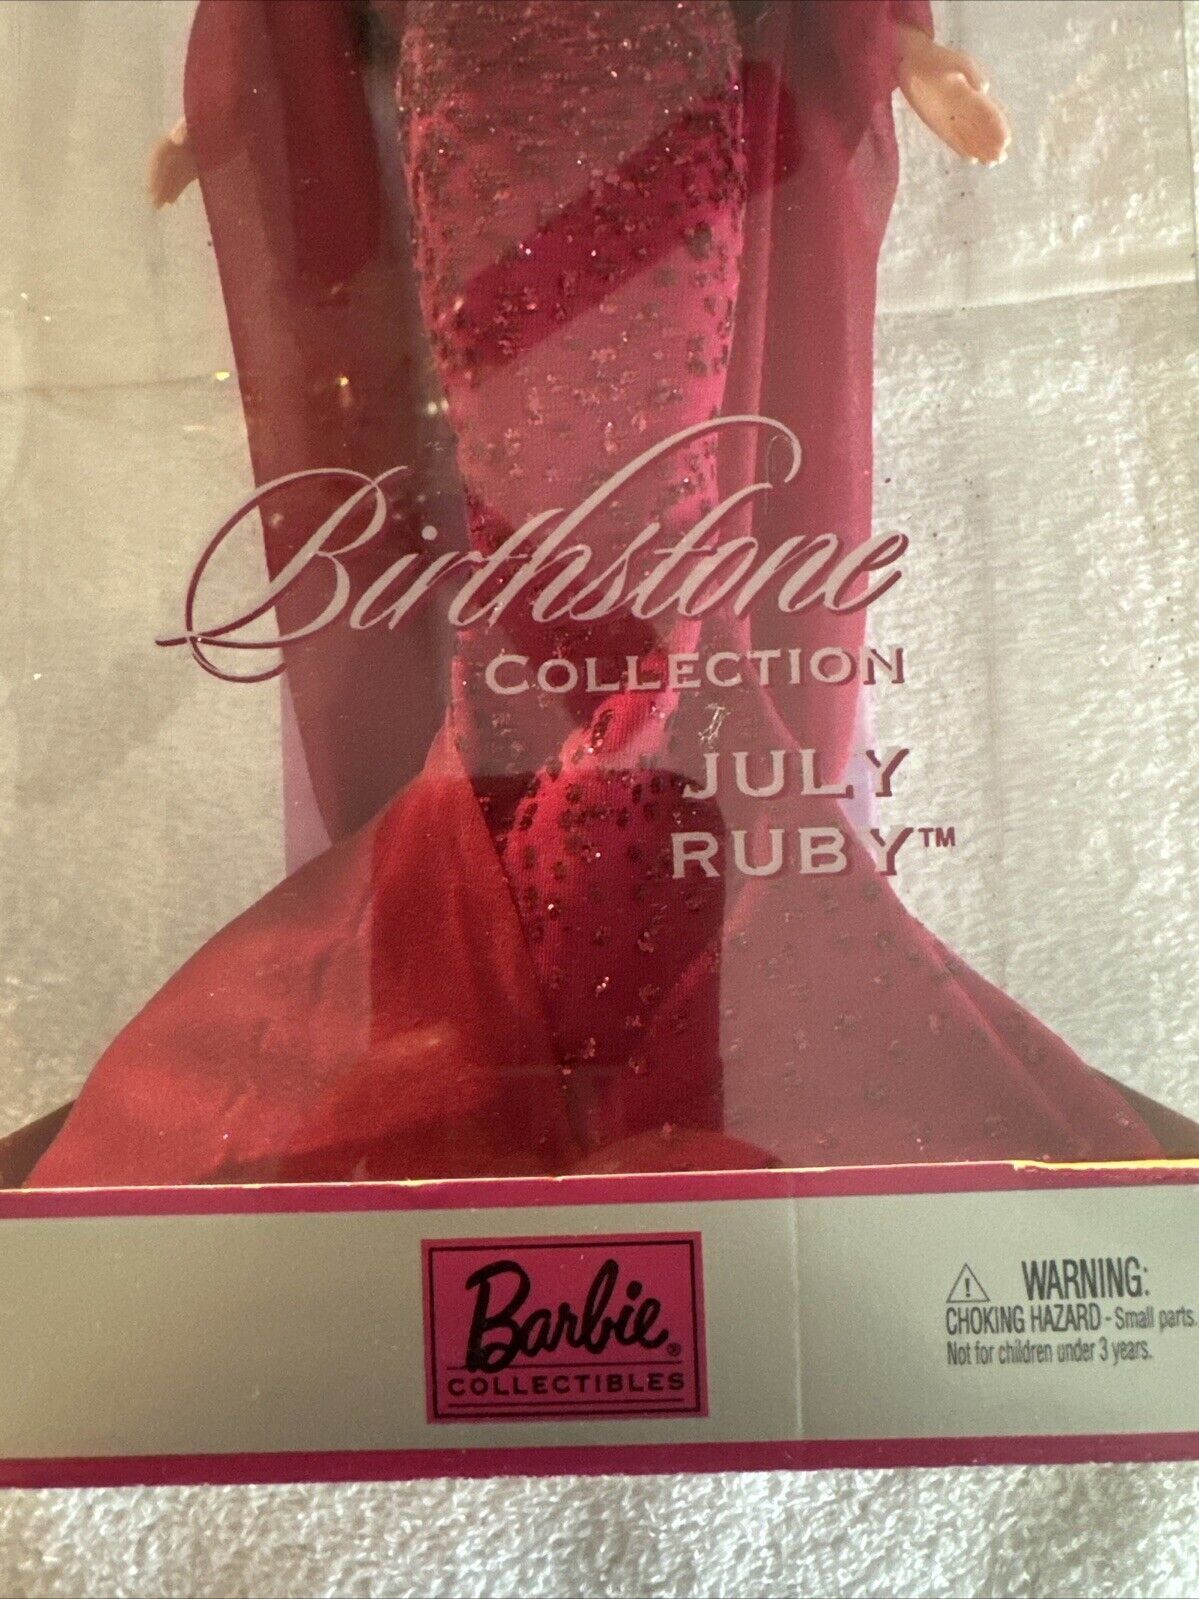 Birthstone
COLLECTION
JULY
RUBY™
Barbie®
COLLECTIBLES
⚠ WARNING:
CHOKING HAZARD - Small parts.
Not for children under 3 years.